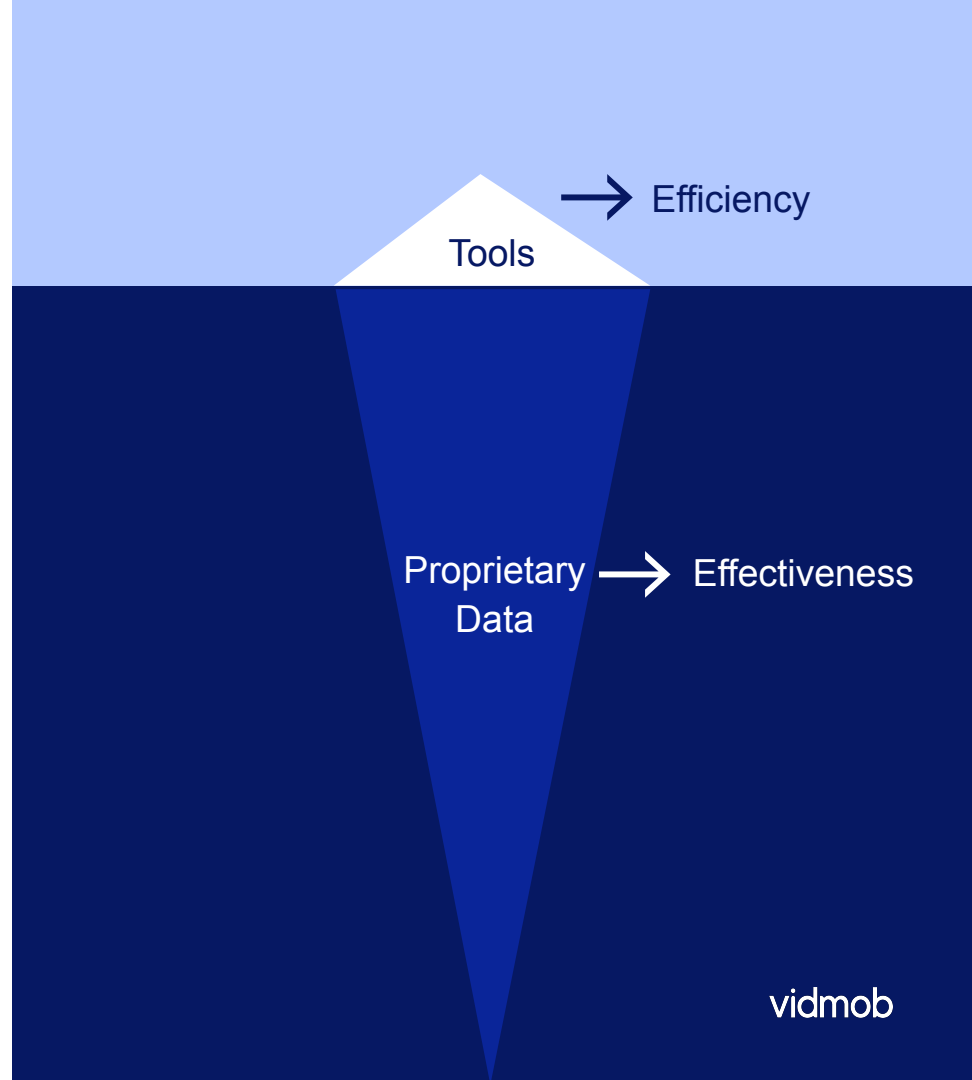 Efficiency
Tools
Proprietary
Data
Effectiveness
vidmob